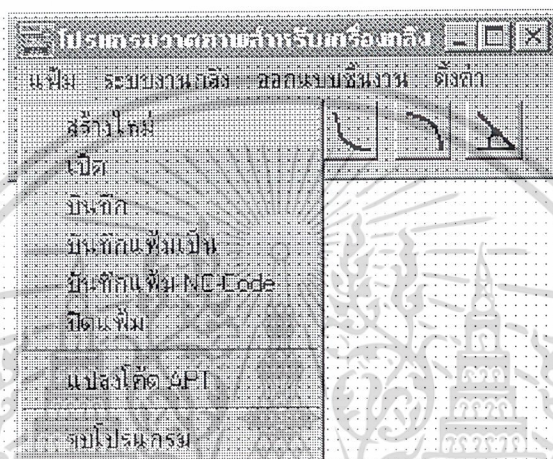 โปรแกรมวาดภาพสำหรับเครื่องกลึง
แฟ้ม ระบบงานกลึง ออกแบบชิ้นงาน ตั้งค่า
สร้างใหม่
เปิด
บันทึก
บันทึกแฟ้มเป็น
บันทึกแฟ้ม NC-Code
ปิดแฟ้ม
แปลงโค้ด APT
จบโปรแกรม